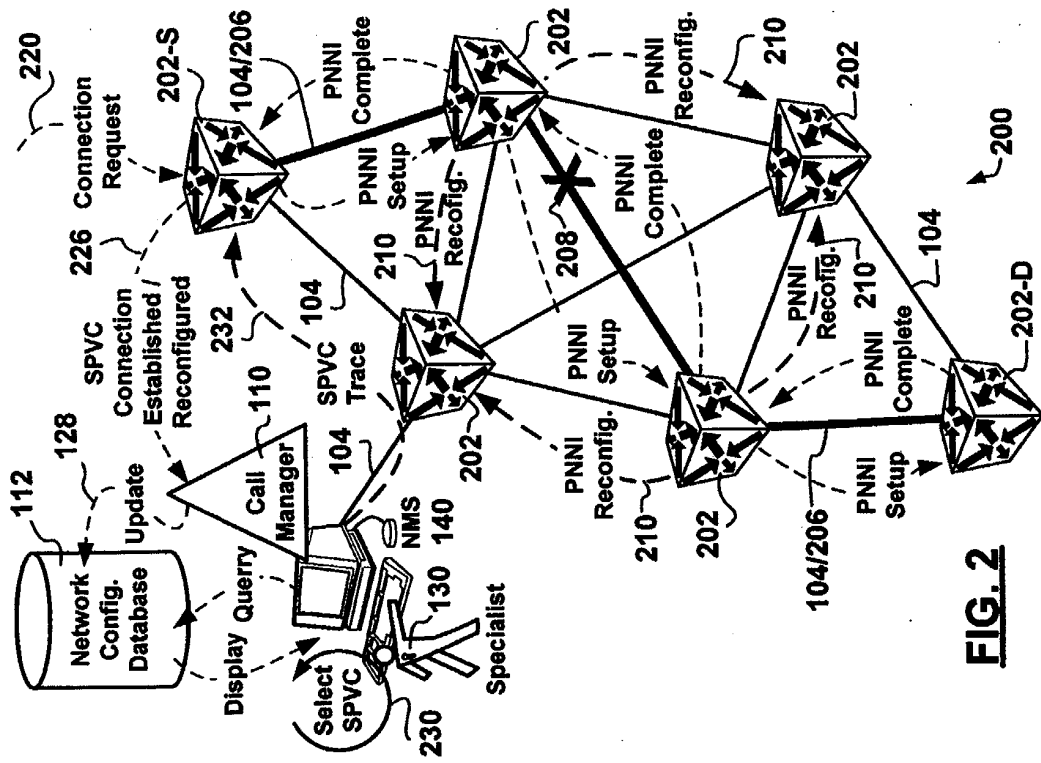 112
Network
Config.
Database
128
Update
Display
Querry
Select
SPVC
230
130
Specialist
Call
Manager
110
NMS
140
SPVC
Connection
Established /
Reconfigured
226
Connection
Request
220
202-S
232
SPVC
Trace
104
104
202
104/206
PNNI
Complete
PNNI
Setup
PNNI
Reconfig.
210
202
PNNI
Reconfig.
210
208
PNNI
Setup
PNNI
Complete
PNNI
Reconfig.
210
202
PNNI
Reconfig.
210
202
PNNI
Setup
PNNI
Complete
104/206
104
202-D
200
FIG. 2